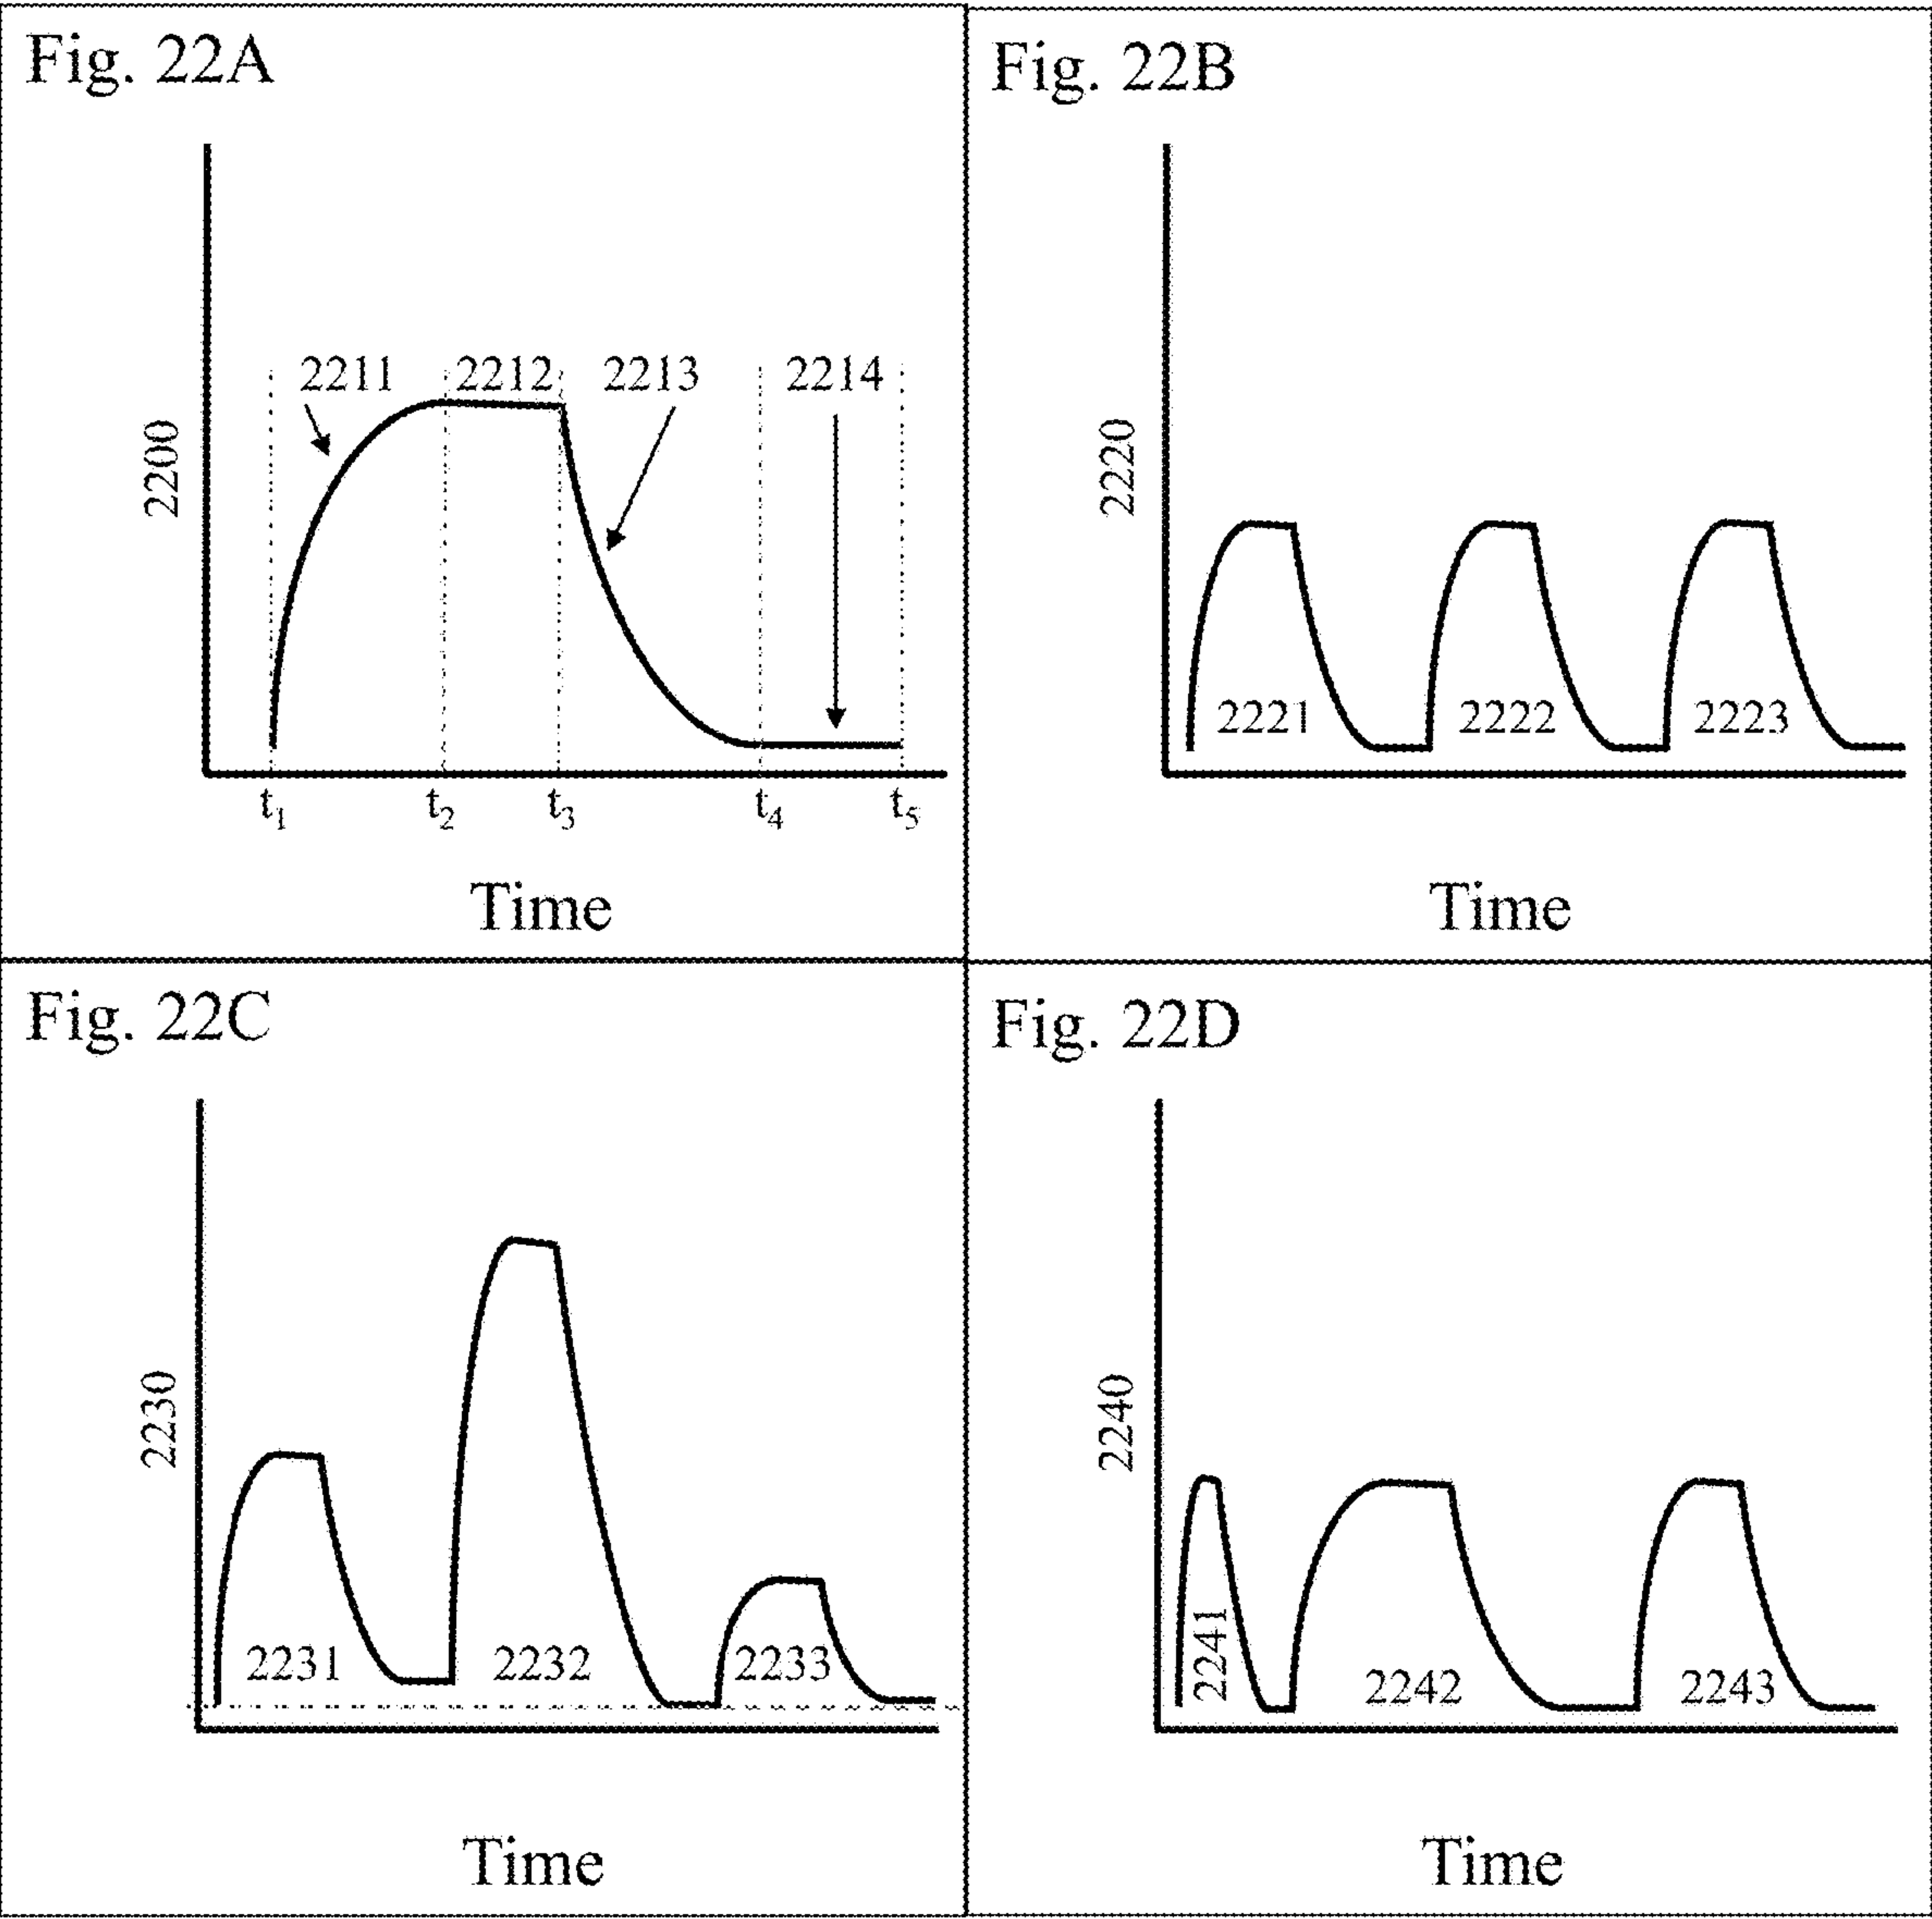 Fig. 22A
2200
2211 2212 2213 2214
t₁ t₂ t₃ t₄ t₅
Time
Fig. 22B
2220
2221 2222 2223
Time
Fig. 22C
2230
2231 2232 2233
Time
Fig. 22D
2240
2241 2242 2243
Time